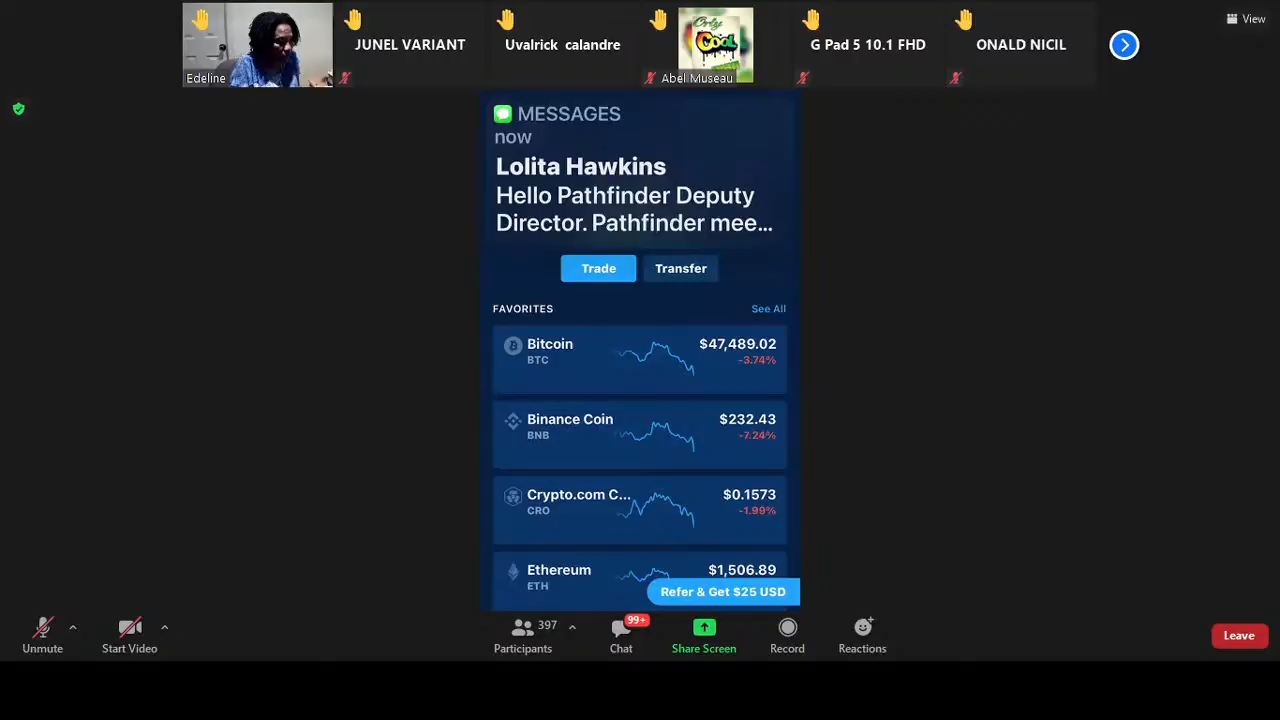 View
Edeline
JUNEL VARIANT
Uvalrick calandre
Orly
COOL
Abel Museau
G Pad 5 10.1 FHD
ONALD NICIL
MESSAGES
now
Lolita Hawkins
Hello Pathfinder Deputy
Director. Pathfinder mee...
Trade
Transfer
FAVORITES
See All
Bitcoin
$47,489.02
BTC
-3.74%
Binance Coin
$232.43
BNB
-7.24%
Crypto.com C...
$0.1573
CRO
-1.99%
Ethereum
$1,506.89
ETH
Refer & Get $25 USD
Unmute
Start Video
397
Participants
99+
Chat
Share Screen
Record
Reactions
Leave